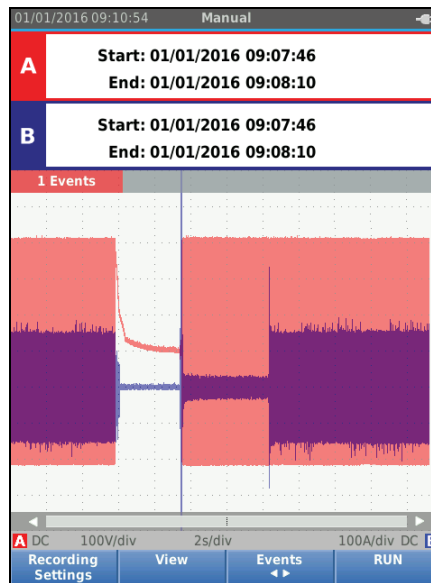 01/01/2016 09:10:54 Manual
A
Start: 01/01/2016 09:07:46
End: 01/01/2016 09:08:10
B
Start: 01/01/2016 09:07:46
End: 01/01/2016 09:08:10
1 Events
A DC 100V/div 2s/div 100A/div DC B
Recording Settings View Events RUN